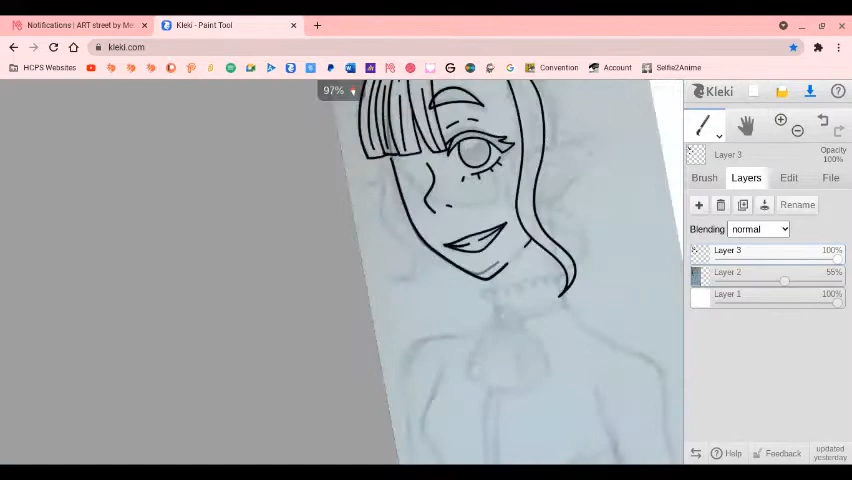 Notifications | ART street by Me
Kleki - Paint Tool
kleki.com
HCPS Websites
Convention
Account
Selfie2Anime
97%
Kleki
Layer 3
Opacity
100%
Brush Layers Edit File
Rename
Blending normal
Layer 3 100%
Layer 2 55%
Layer 1 100%
Help
Feedback
updated
yesterday